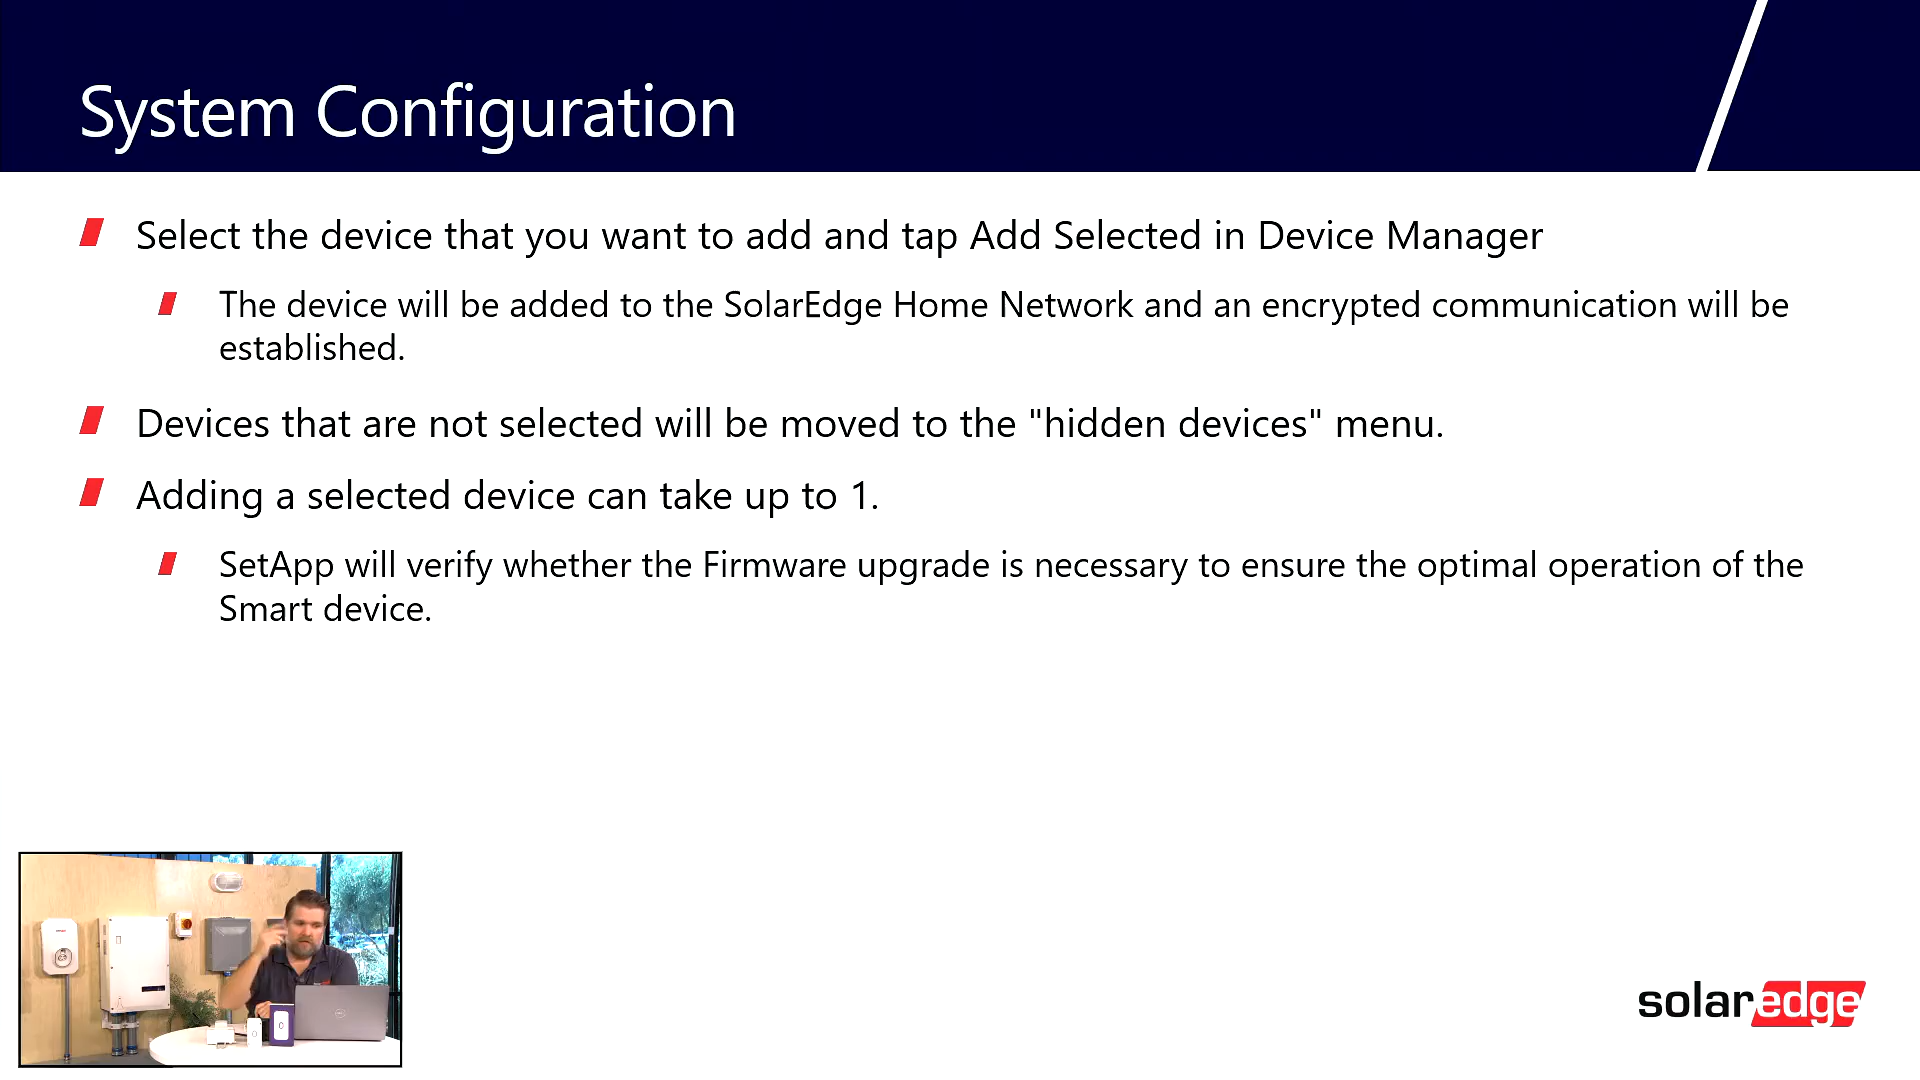 System Configuration
Select the device that you want to add and tap Add Selected in Device Manager
The device will be added to the SolarEdge Home Network and an encrypted communication will be
established.
Devices that are not selected will be moved to the "hidden devices" menu.
Adding a selected device can take up to 1.
SetApp will verify whether the Firmware upgrade is necessary to ensure the optimal operation of the
Smart device.
solaredge